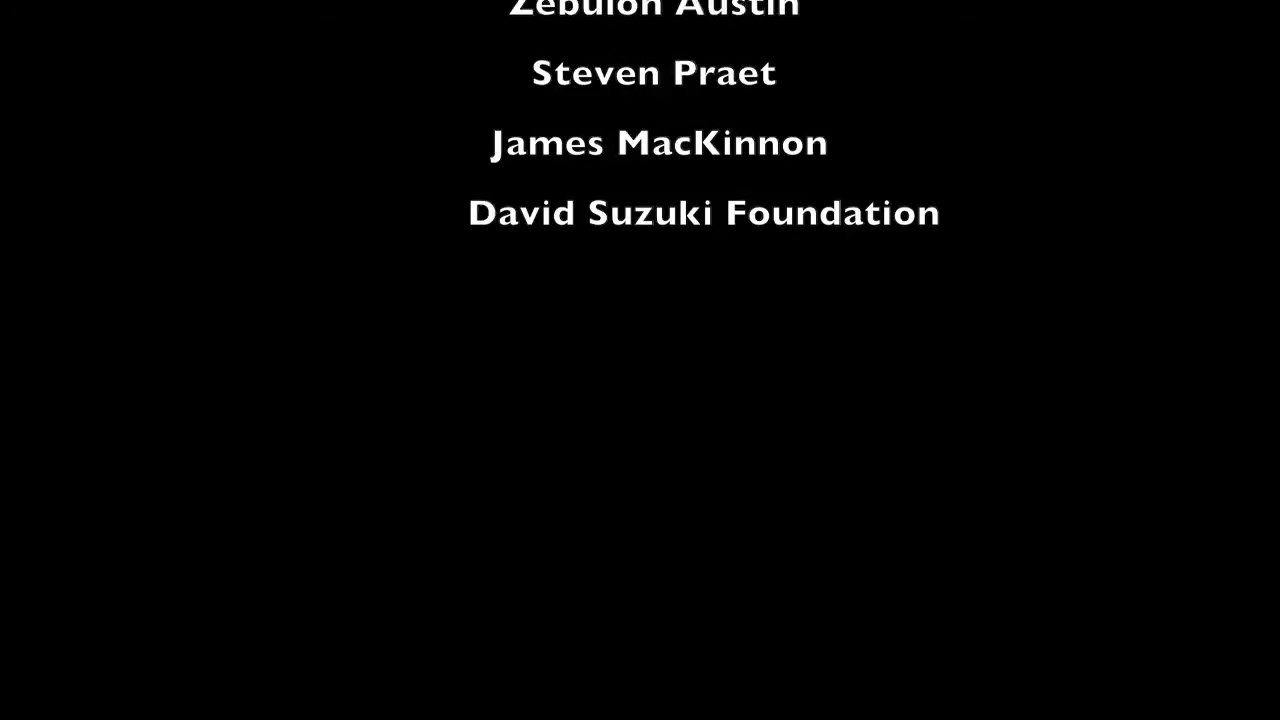 Zebulon Austin
Steven Praet
James MacKinnon
David Suzuki Foundation